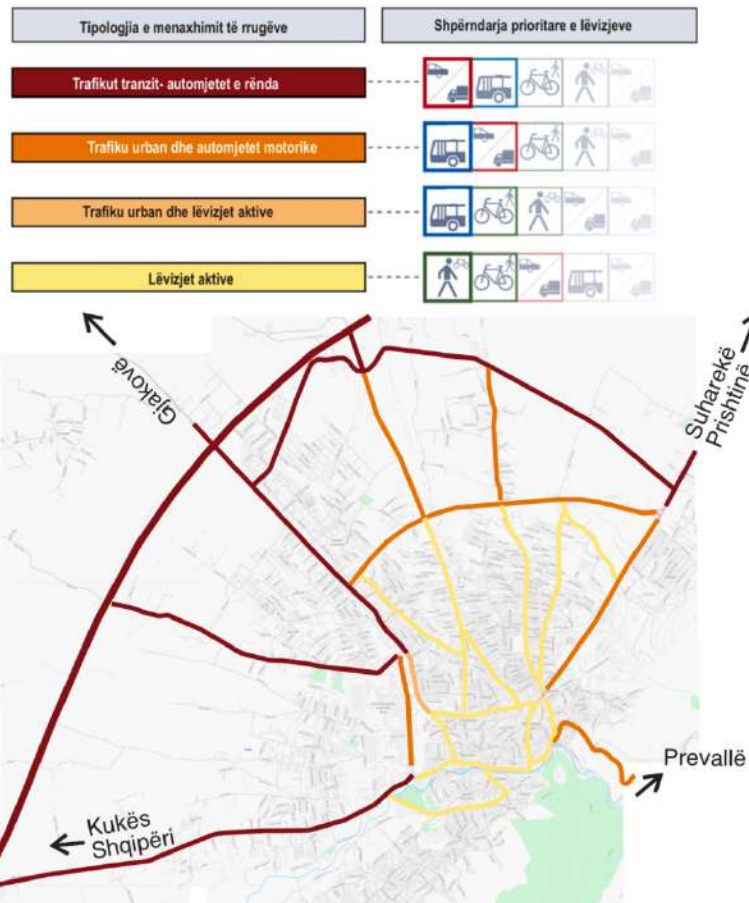 Tipologjia e menaxhimit të rrugëve
Shpërndarja prioritare e lëvizjeve
Trafikut tranzit- automjetet e rënda
Trafiku urban dhe automjetet motorike
Trafiku urban dhe lëvizjet aktive
Lëvizjet aktive
Gjakovë
Suharekë
Prishtinë
Prevallë
Kukës
Shqipëri